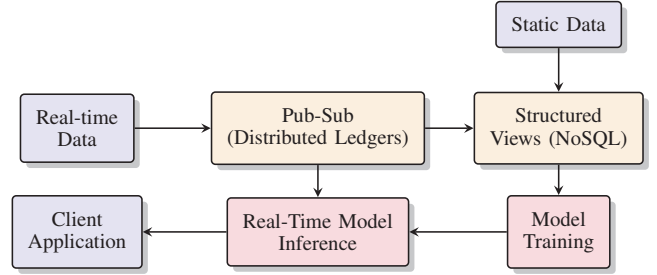 Static Data
Real-time
Data
Pub-Sub
(Distributed Ledgers)
Structured
Views (NoSQL)
Client
Application
Real-Time Model
Inference
Model
Training